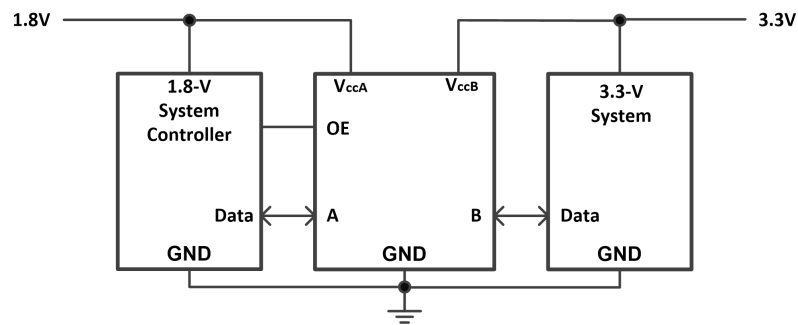 1.8V
3.3V
1.8-V
System
Controller
VccA
VccB
3.3-V
System
OE
Data
A
B
Data
GND
GND
GND